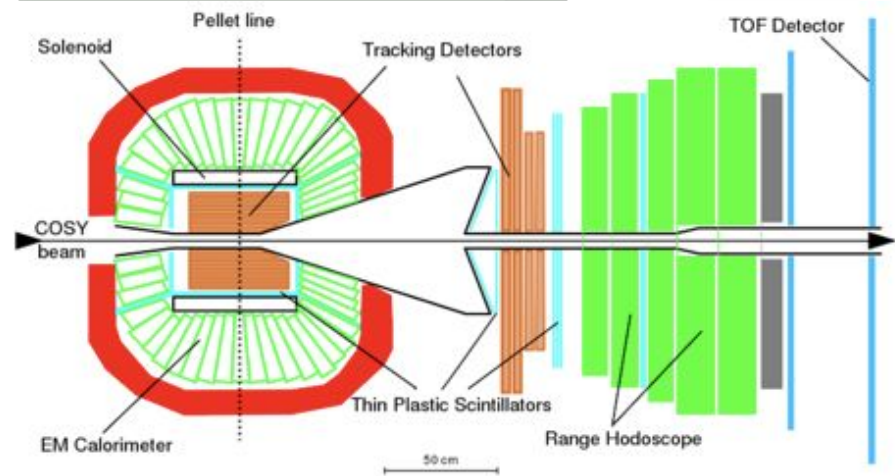 Pellet line
TOF Detector
Solenoid
Tracking Detectors
COSY
beam
Thin Plastic Scintillators
EM Calorimeter
Range Hodoscope
50 cm